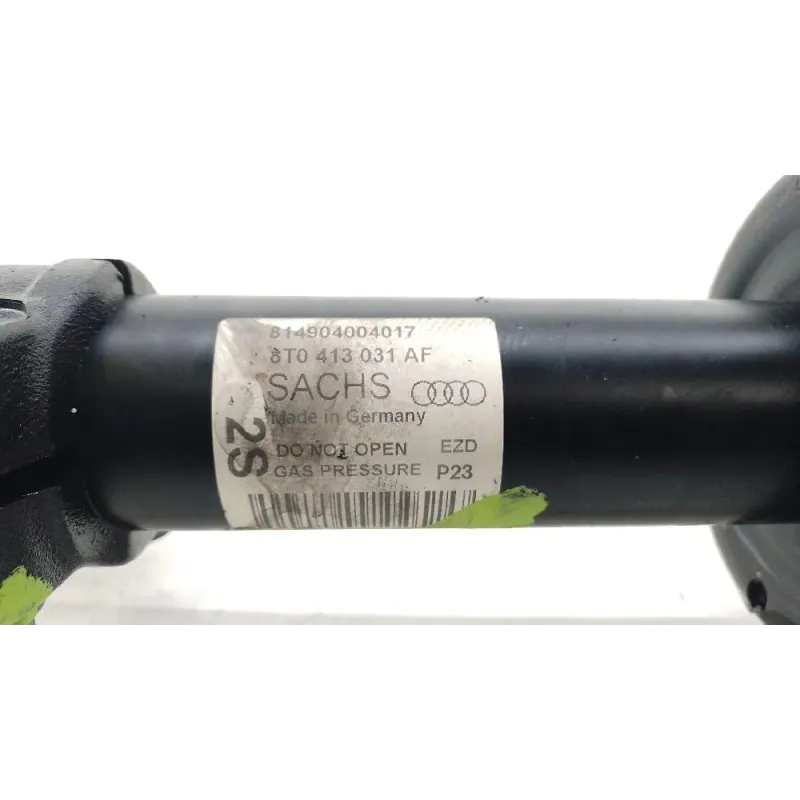 814904004017
8T0 413 031 AF
SACHS
Made in Germany
2S
DO NOT OPEN EZD
GAS PRESSURE P23